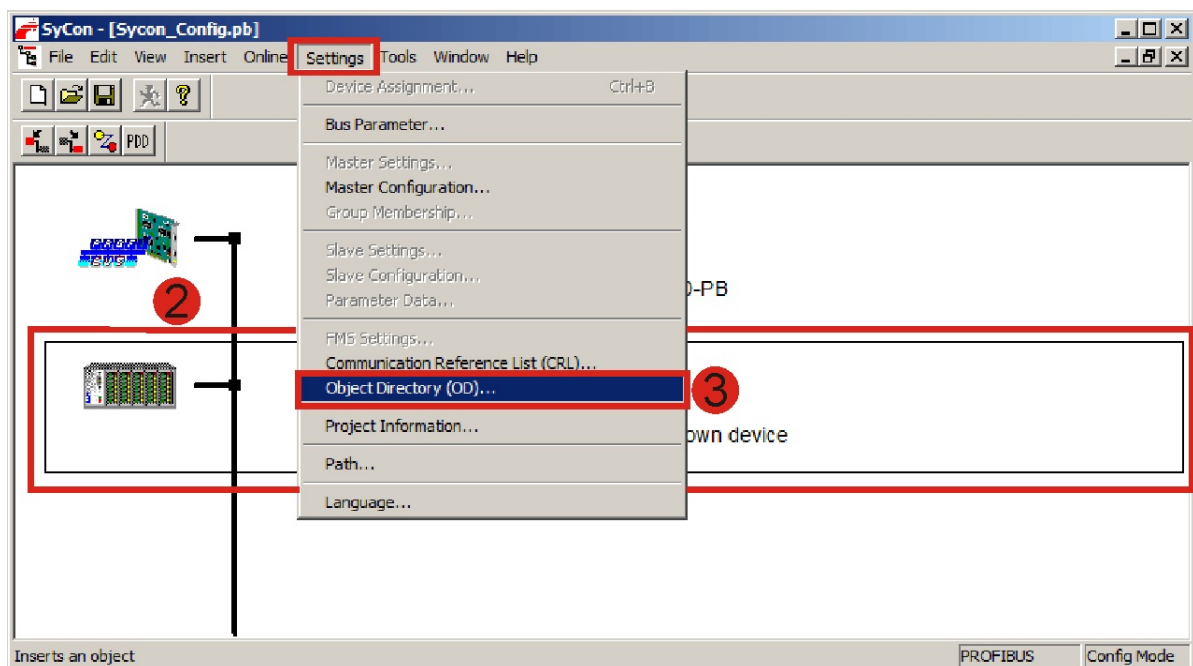 SyCon - [Sycon_Config.pb]
File Edit View Insert Online Settings Tools Window Help
Device Assignment... Ctrl+B
Bus Parameter...
PDD
Master Settings...
Master Configuration...
Group Membership...
Slave Settings...
Slave Configuration...
Parameter Data...
2
-PB
FMS Settings...
Communication Reference List (CRL)...
Object Directory (OD)...
3
Project Information...
own device
Path...
Language...
Inserts an object PROFIBUS Config Mode